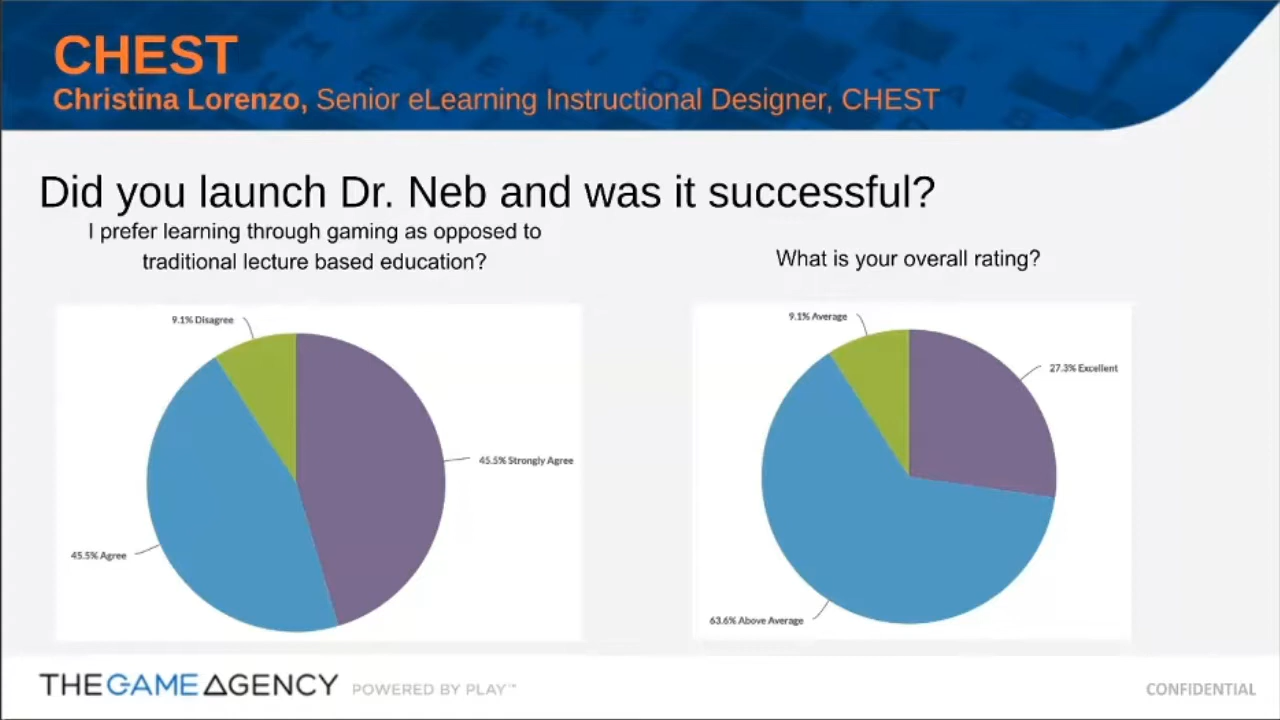 CHEST
Christina Lorenzo, Senior eLearning Instructional Designer, CHEST
Did you launch Dr. Neb and was it successful?
I prefer learning through gaming as opposed to
traditional lecture based education?
9.1% Disagree
45.5% Strongly Agree
45.5% Agree
What is your overall rating?
9.1% Average
27.3% Excellent
63.6% Above Average
THEGAMEAGENCY POWERED BY PLAY™
CONFIDENTIAL